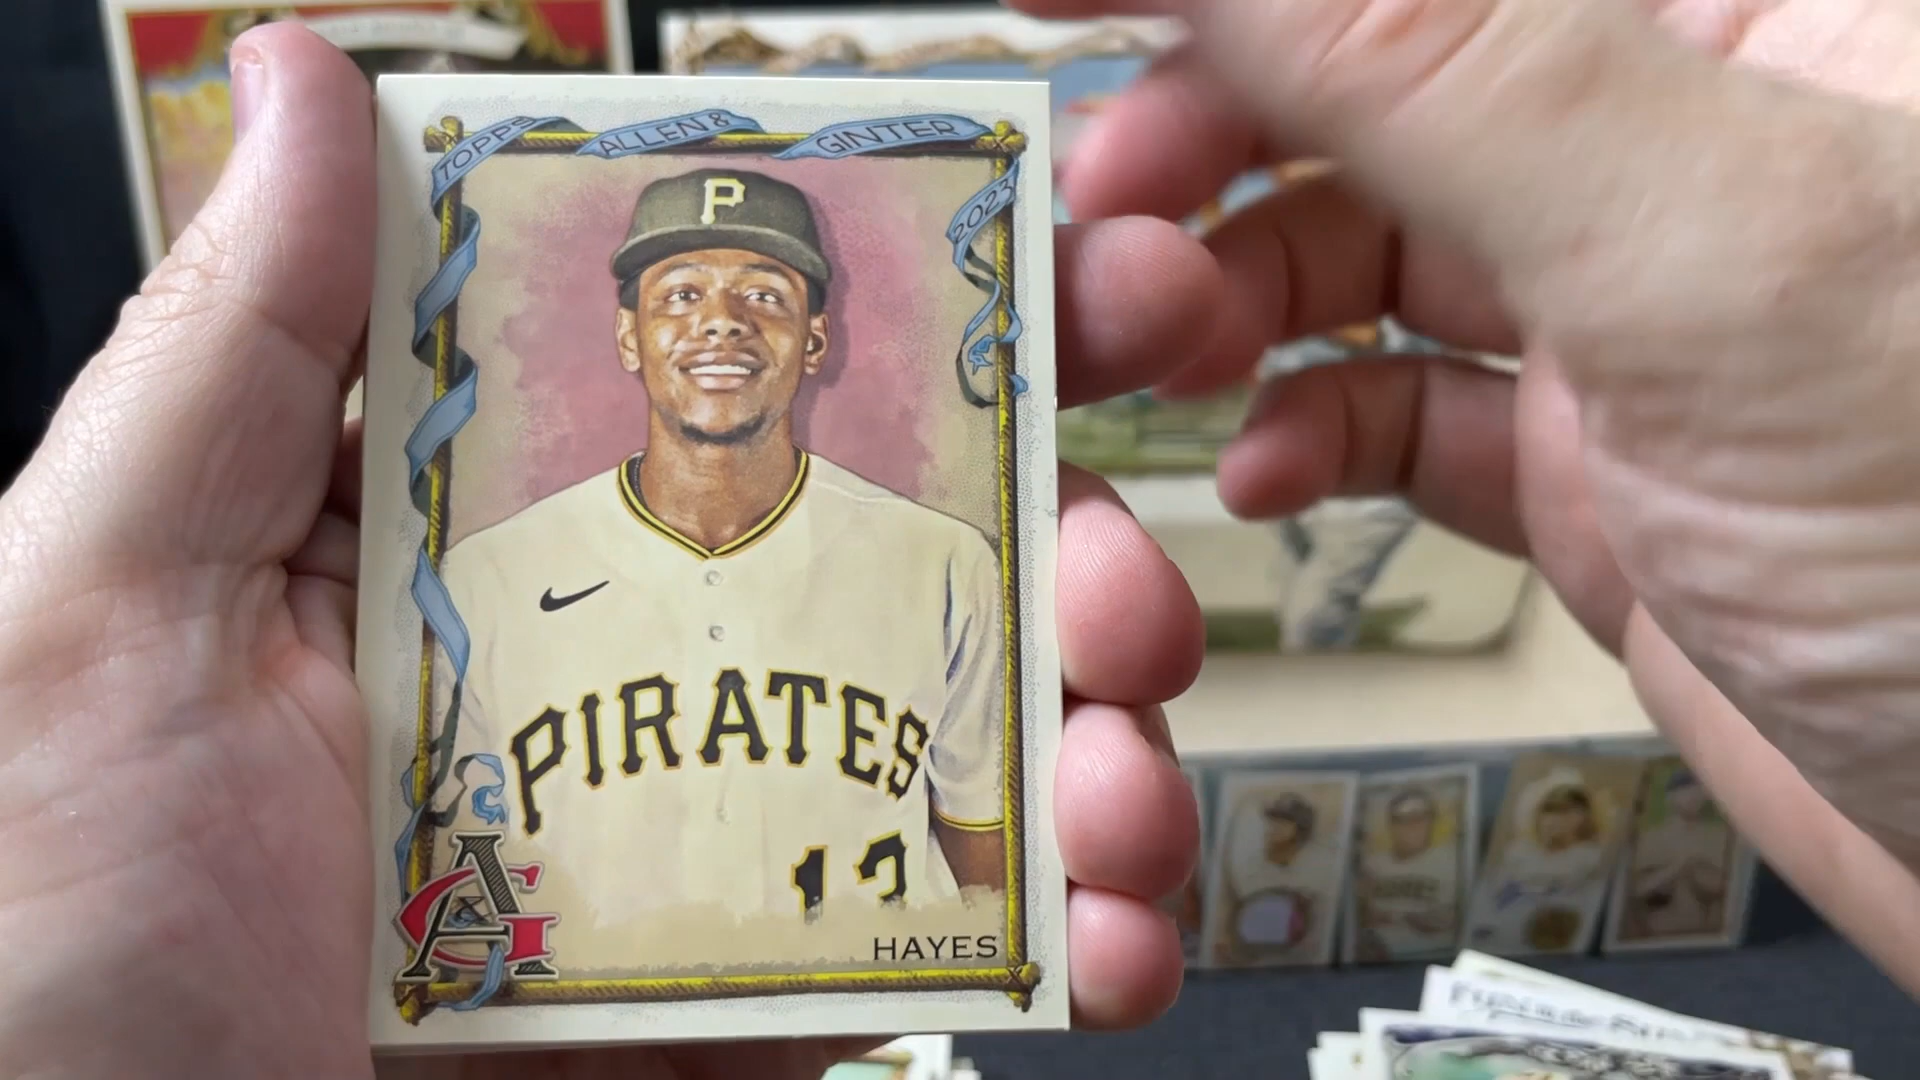 TOPPS ALLEN & GINTER
2023
P
PIRATES
13
A&G
HAYES